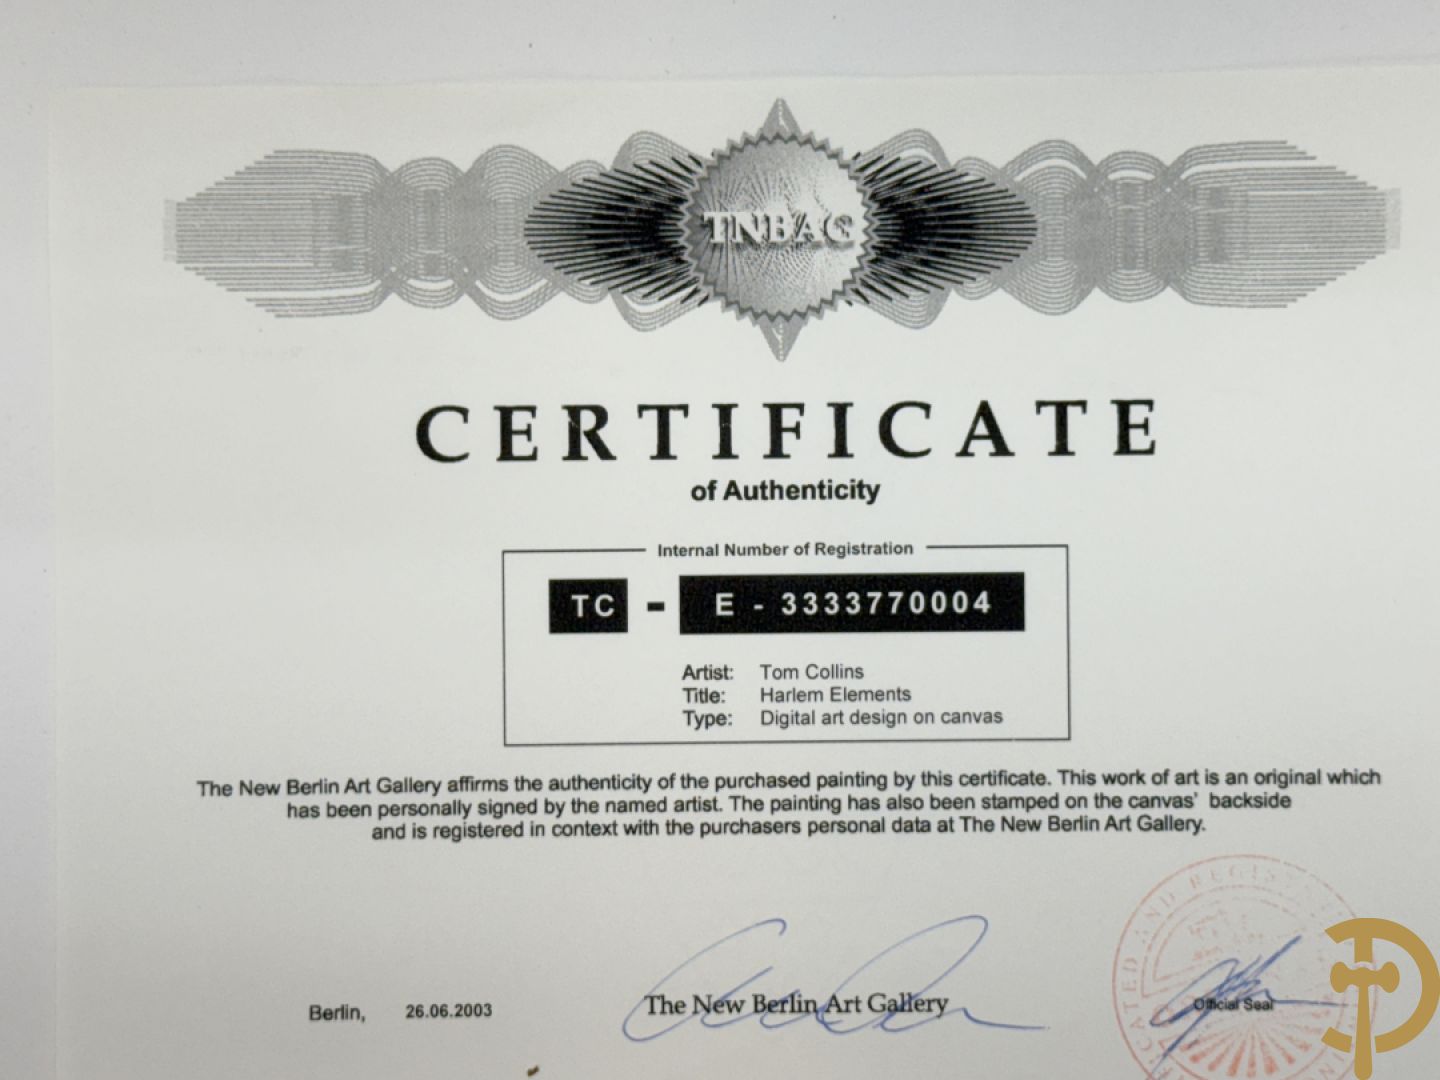 TNBAG
CERTIFICATE
of Authenticity
Internal Number of Registration
TC - E - 3333770004
Artist: Tom Collins
Title: Harlem Elements
Type: Digital art design on canvas
The New Berlin Art Gallery affirms the authenticity of the purchased painting by this certificate. This work of art is an original which
has been personally signed by the named artist. The painting has also been stamped on the canvas' backside
and is registered in context with the purchasers personal data at The New Berlin Art Gallery.
Berlin, 26.06.2003
The New Berlin Art Gallery
Official Seal